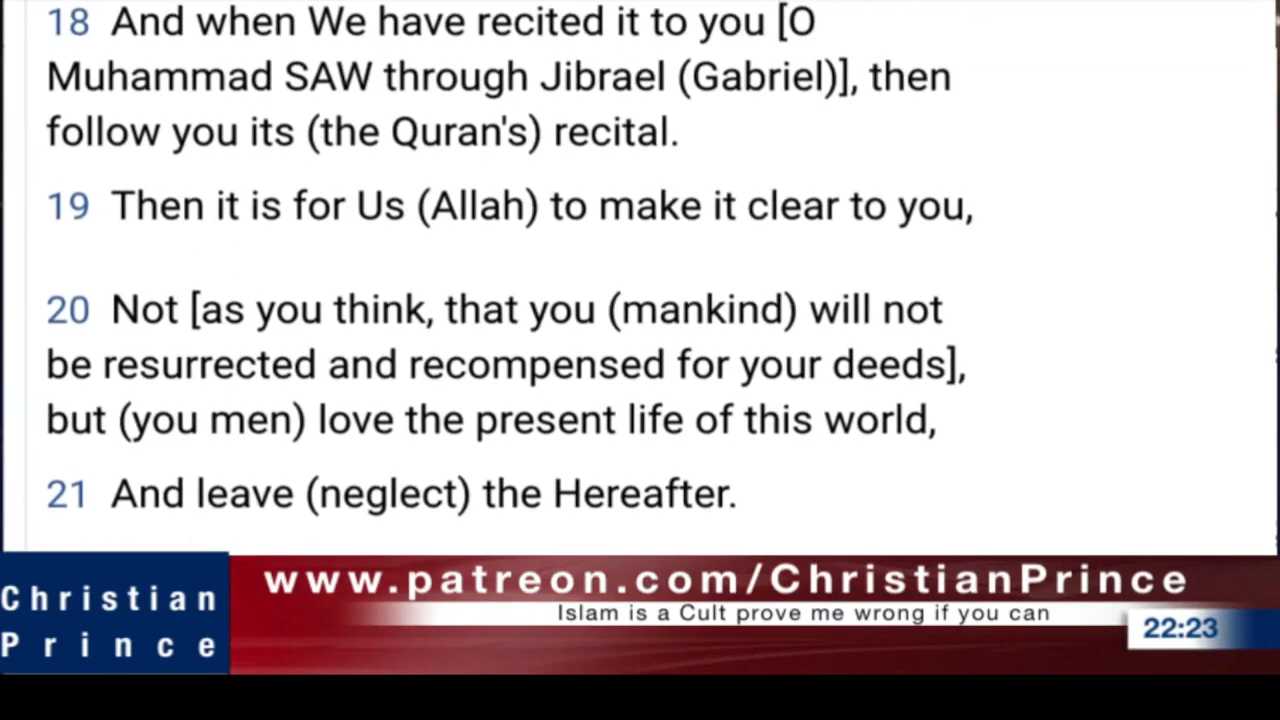 18 And when We have recited it to you [O
Muhammad SAW through Jibrael (Gabriel)], then
follow you its (the Quran's) recital.
19 Then it is for Us (Allah) to make it clear to you,
20 Not [as you think, that you (mankind) will not
be resurrected and recompensed for your deeds],
but (you men) love the present life of this world,
21 And leave (neglect) the Hereafter.
Christian
Prince
www.patreon.com/ChristianPrince
Islam is a Cult prove me wrong if you can
22:23